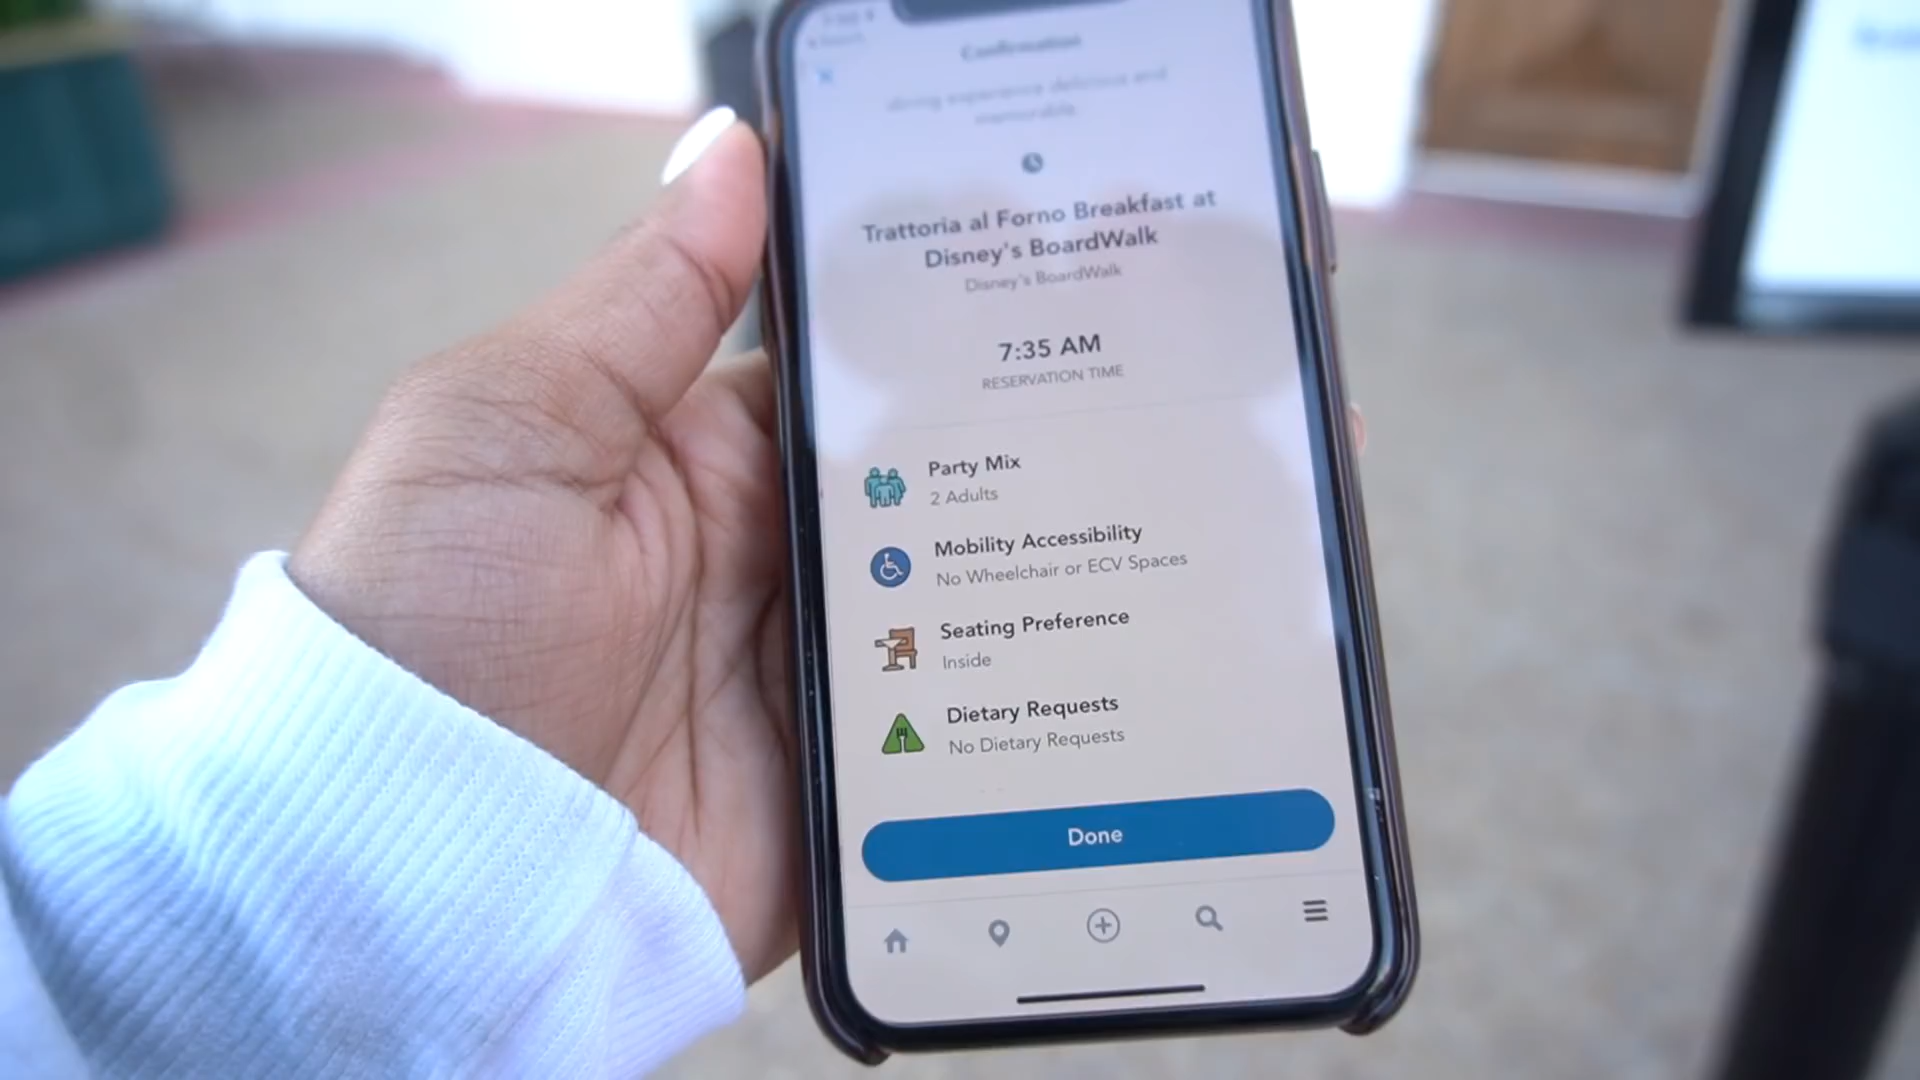 Confirmation
dining experience delicious and
memorable.
Trattoria al Forno Breakfast at
Disney's BoardWalk
Disney's BoardWalk
7:35 AM
RESERVATION TIME
Party Mix
2 Adults
Mobility Accessibility
No Wheelchair or ECV Spaces
Seating Preference
Inside
Dietary Requests
No Dietary Requests
Done